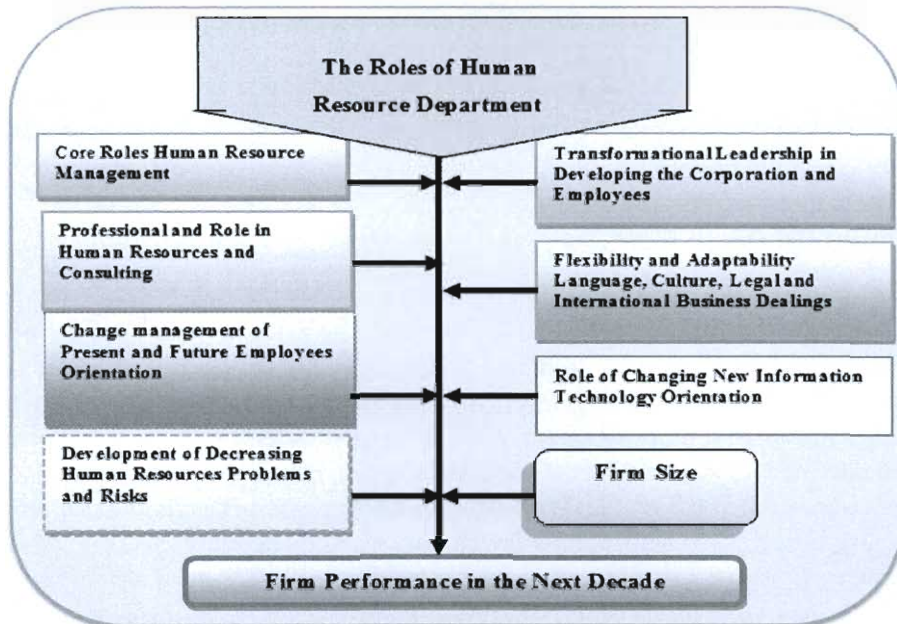 The Roles of Human
Resource Department
Core Roles Human Resource
Management
Transformational Leadership in
Developing the Corporation and
Employees
Professional and Role in
Human Resources and
Consulting
Flexibility and Adaptability
Language, Culture, Legal and
International Business Dealings
Change management of
Present and Future Employees
Orientation
Role of Changing New Information
Technology Orientation
Development of Decreasing
Human Resources Problems
and Risks
Firm Size
Firm Performance in the Next Decade